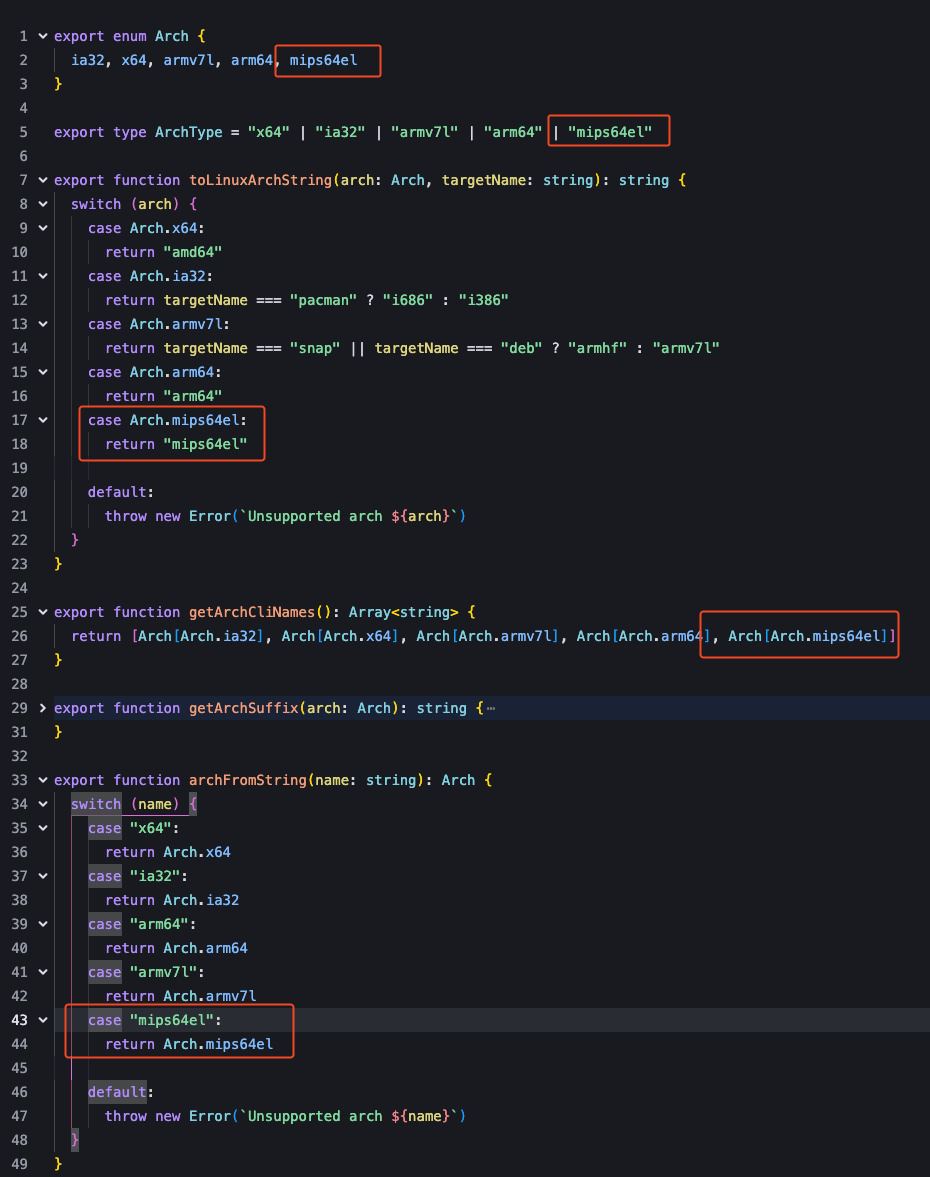 1 export enum Arch {
2 ia32, x64, armv7l, arm64, mips64el
3 }
4
5 export type ArchType = "x64" | "ia32" | "armv7l" | "arm64" | "mips64el"
6
7 export function toLinuxArchString(arch: Arch, targetName: string): string {
8 switch (arch) {
9 case Arch.x64:
10 return "amd64"
11 case Arch.ia32:
12 return targetName === "pacman" ? "i686" : "i386"
13 case Arch.armv7l:
14 return targetName === "snap" || targetName === "deb" ? "armhf" : "armv7l"
15 case Arch.arm64:
16 return "arm64"
17 case Arch.mips64el:
18 return "mips64el"
19
20 default:
21 throw new Error(`Unsupported arch ${arch}`)
22 }
23 }
24
25 export function getArchCliNames(): Array<string> {
26 return [Arch[Arch.ia32], Arch[Arch.x64], Arch[Arch.armv7l], Arch[Arch.arm64], Arch[Arch.mips64el]]
27 }
28
29 export function getArchSuffix(arch: Arch): string {⋯
31 }
32
33 export function archFromString(name: string): Arch {
34 switch (name) {
35 case "x64":
36 return Arch.x64
37 case "ia32":
38 return Arch.ia32
39 case "arm64":
40 return Arch.arm64
41 case "armv7l":
42 return Arch.armv7l
43 case "mips64el":
44 return Arch.mips64el
45
46 default:
47 throw new Error(`Unsupported arch ${name}`)
48 }
49 }